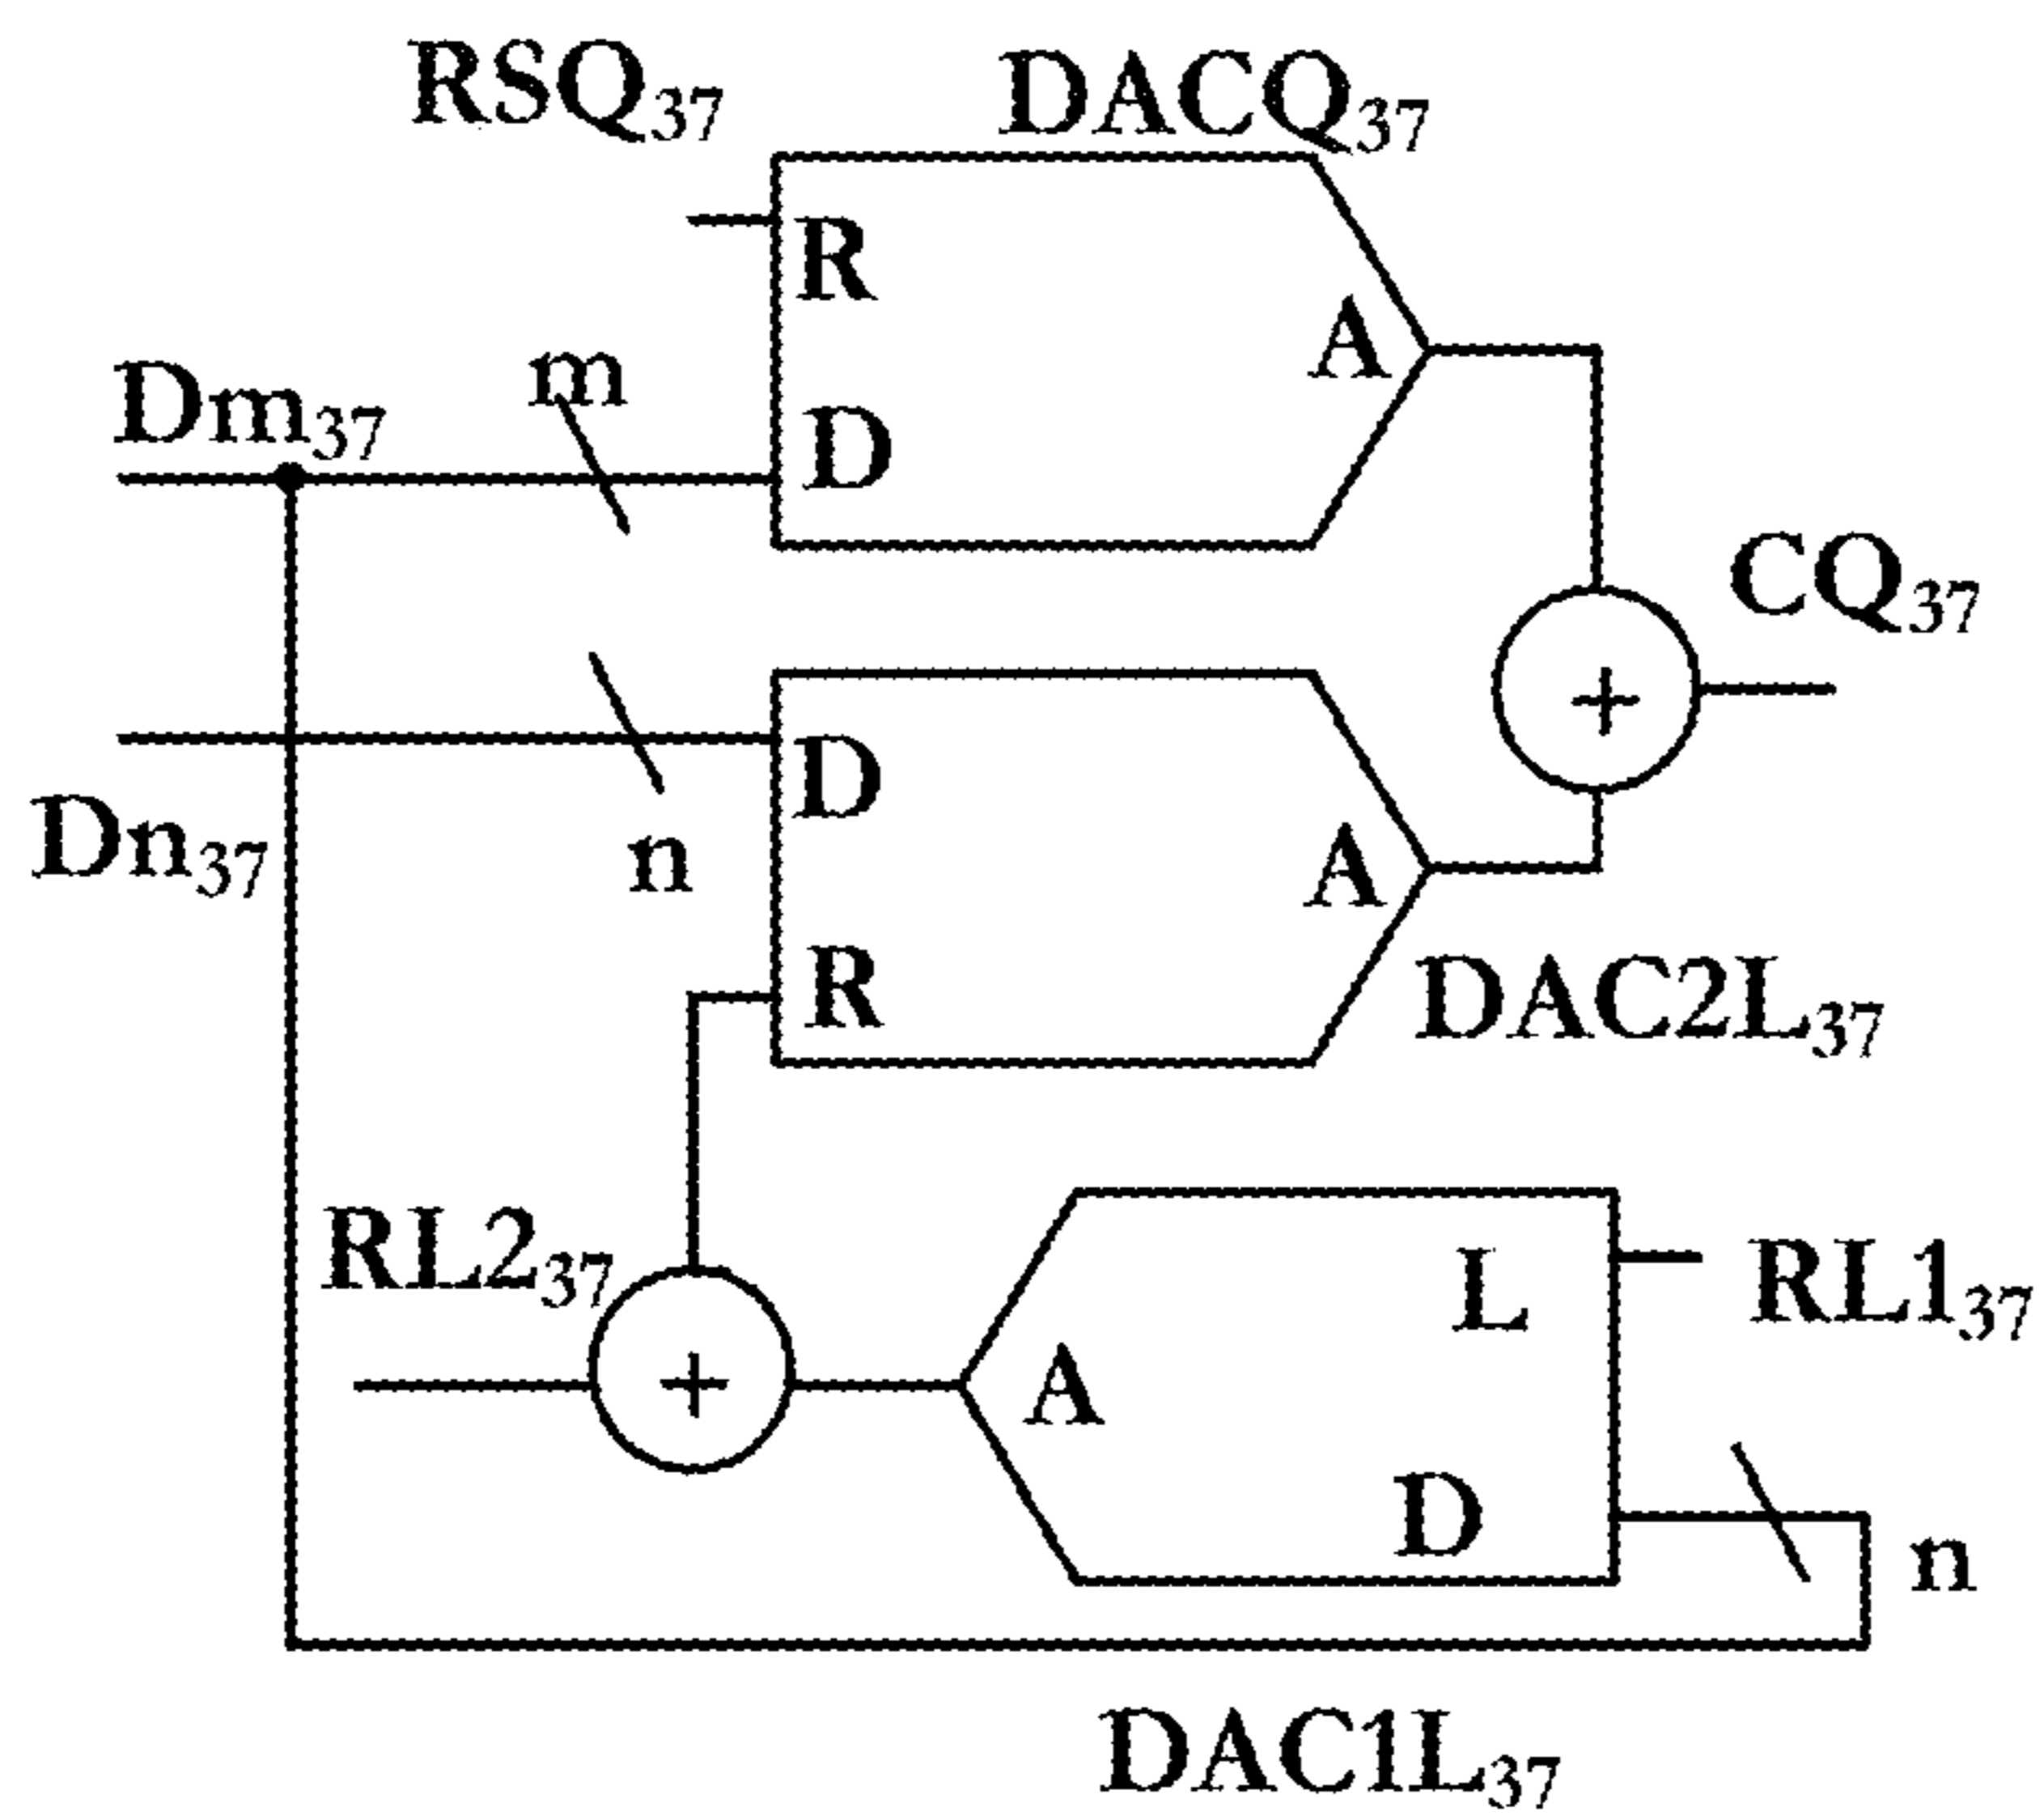 RSQ37 DACQ37
R
A
Dm37 m
D
CQ37
+
D
Dn37 n
A
R
DAC2L37
RL237
L RL137
+ A
D n
DAC1L37